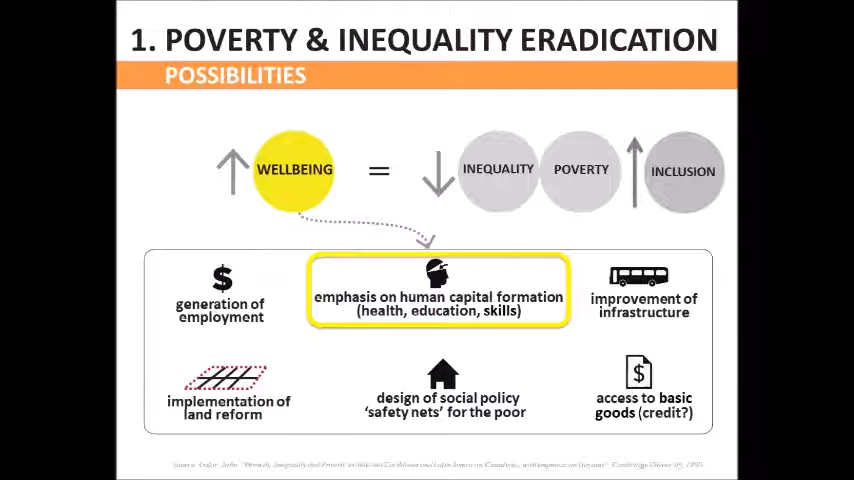 1. POVERTY & INEQUALITY ERADICATION
POSSIBILITIES
WELLBEING
=
INEQUALITY
POVERTY
INCLUSION
$
generation of
employment
emphasis on human capital formation
(health, education, skills)
improvement of
infrastructure
implementation of
land reform
design of social policy
'safety nets' for the poor
$
access to basic
goods (credit?)